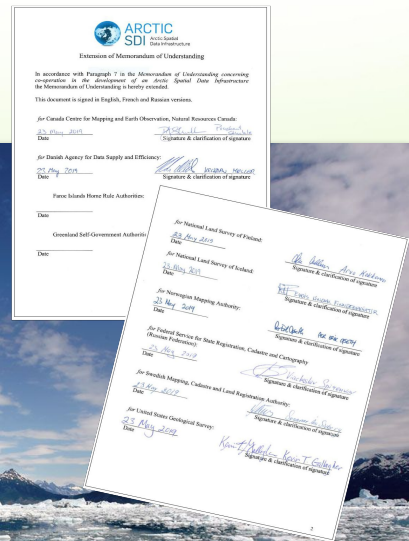 ARCTIC
SDI Arctic Spatial
Data Infrastructure
Extension of Memorandum of Understanding
In accordance with Paragraph 7 in the Memorandum of Understanding concerning
co-operation in the development of an Arctic Spatial Data Infrastructure
the Memorandum of Understanding is hereby extended.
This document is signed in English, French and Russian versions.
for Canada Centre for Mapping and Earth Observation, Natural Resources Canada:
23 May 2019
Date Signature & clarification of signature
for Danish Agency for Data Supply and Efficiency:
23 May 2019
Date Signature & clarification of signature
Faroe Islands Home Rule Authorities:
Date
Greenland Self-Government Authoriti
Date
for National Land Survey of Finland:
23 May 2019
Date Signature & clarification of signature
for National Land Survey of Iceland:
23 May 2019
Date Signature & clarification of signature
for Norwegian Mapping Authority:
23 May 2019
Date Signature & clarification of signature
for Federal Service for State Registration, Cadastre and Cartography
(Russian Federation):
23 May 2019
Date Signature & clarification of signature
for Swedish Mapping, Cadastre and Land Registration Authority:
23 May 2019
Date Signature & clarification of signature
for United States Geological Survey:
23 May 2019 Kevin T Gallagher
Date Signature & clarification of signature
2